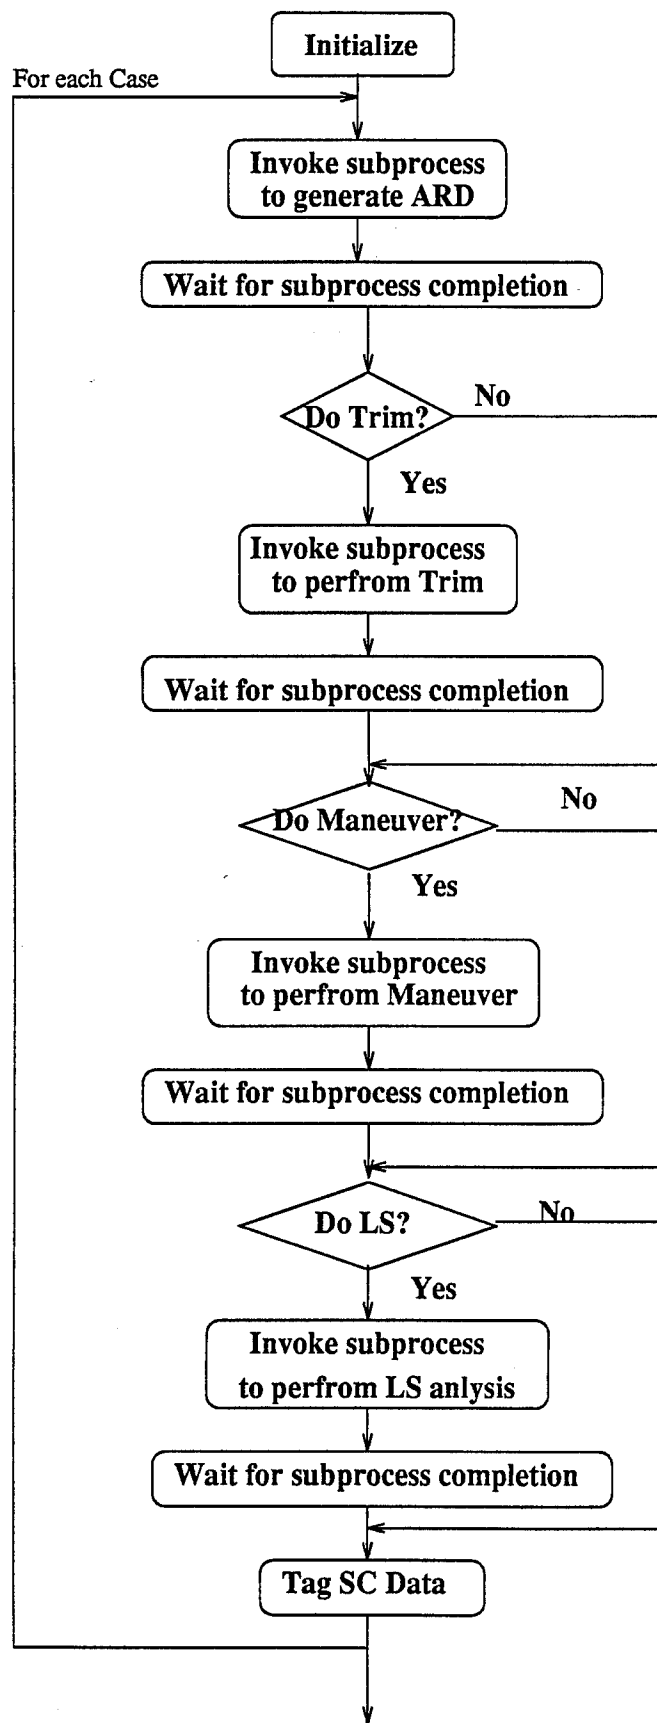 Initialize
For each Case
Invoke subprocess
to generate ARD
Wait for subprocess completion
Do Trim?
No
Yes
Invoke subprocess
to perfrom Trim
Wait for subprocess completion
Do Maneuver?
No
Yes
Invoke subprocess
to perfrom Maneuver
Wait for subprocess completion
Do LS?
No
Yes
Invoke subprocess
to perfrom LS anlysis
Wait for subprocess completion
Tag SC Data